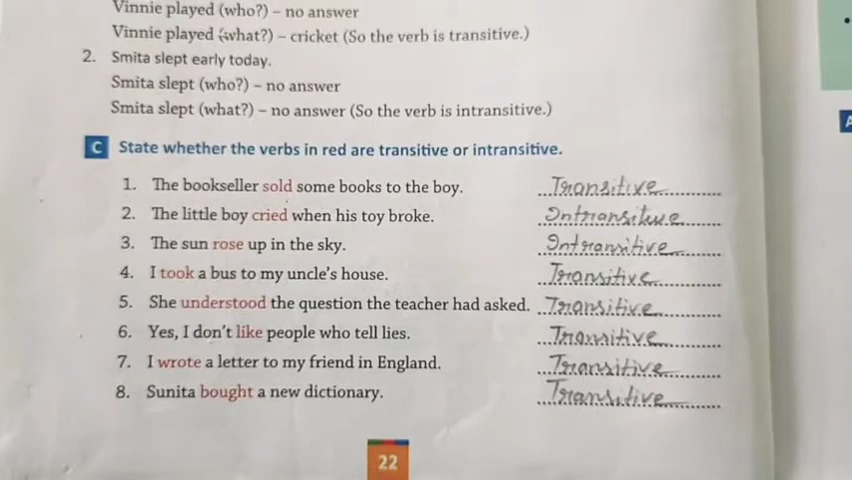 Vinnie played (who?) – no answer
Vinnie played (what?) – cricket (So the verb is transitive.)
2. Smita slept early today.
Smita slept (who?) – no answer
Smita slept (what?) – no answer (So the verb is intransitive.)
C State whether the verbs in red are transitive or intransitive.
1. The bookseller sold some books to the boy. Transitive
2. The little boy cried when his toy broke. Intransitive
3. The sun rose up in the sky. Intransitive
4. I took a bus to my uncle's house. Transitive
5. She understood the question the teacher had asked. Transitive
6. Yes, I don't like people who tell lies. Transitive
7. I wrote a letter to my friend in England. Transitive
8. Sunita bought a new dictionary. Transitive
22
A